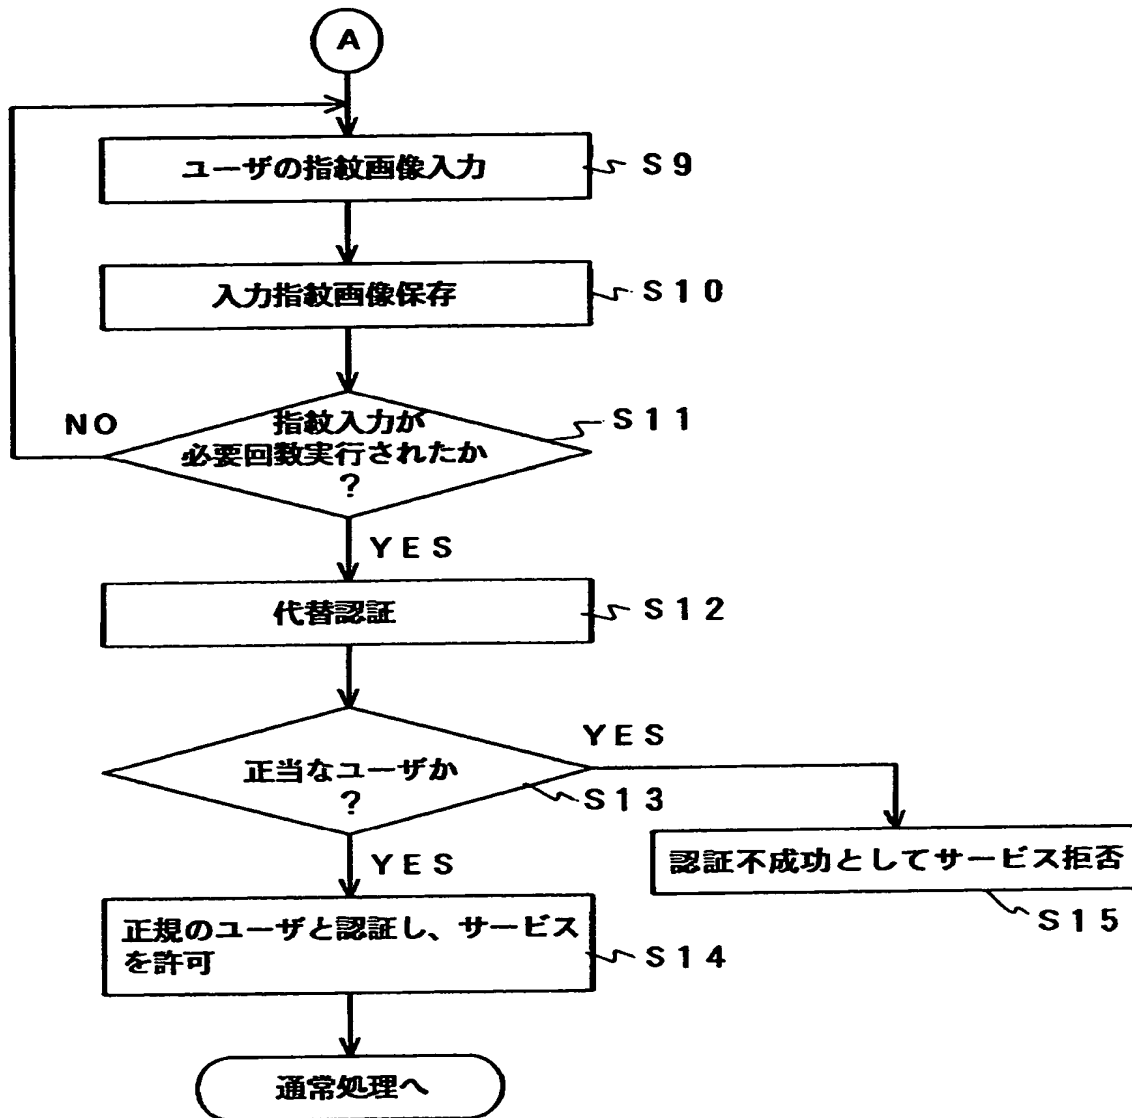 A
ユーザの指紋画像入力
S9
入力指紋画像保存
S10
指紋入力が
必要回数実行されたか
?
S11
NO
YES
代替認証
S12
正当なユーザか
?
YES
S13
YES
認証不成功としてサービス拒否
S15
正規のユーザと認証し、サービス
を許可
S14
通常処理へ